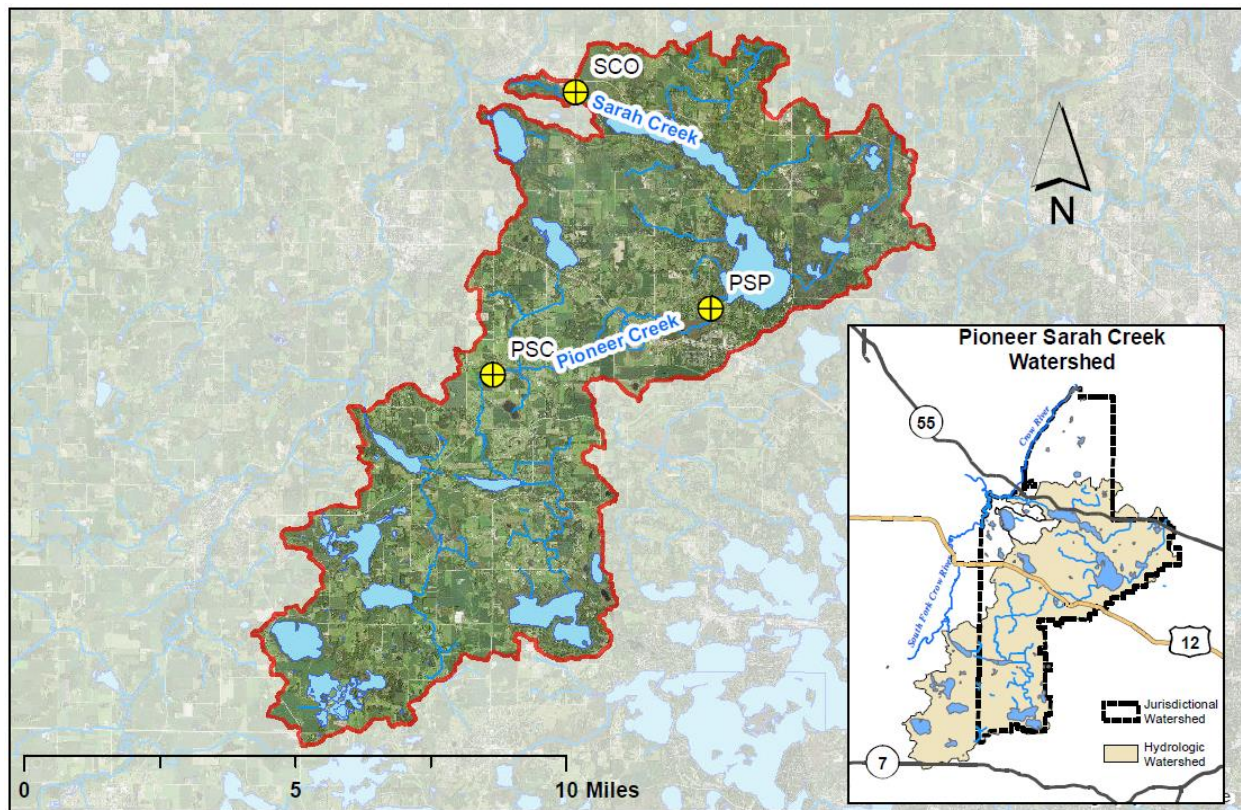 SCO
Sarah Creek
N
PSP
Pioneer Creek
PSC
0
5
10 Miles
Pioneer Sarah Creek
Watershed
55
Crow River
South Fork Crow River
12
7
Jurisdictional
Watershed
Hydrologic
Watershed